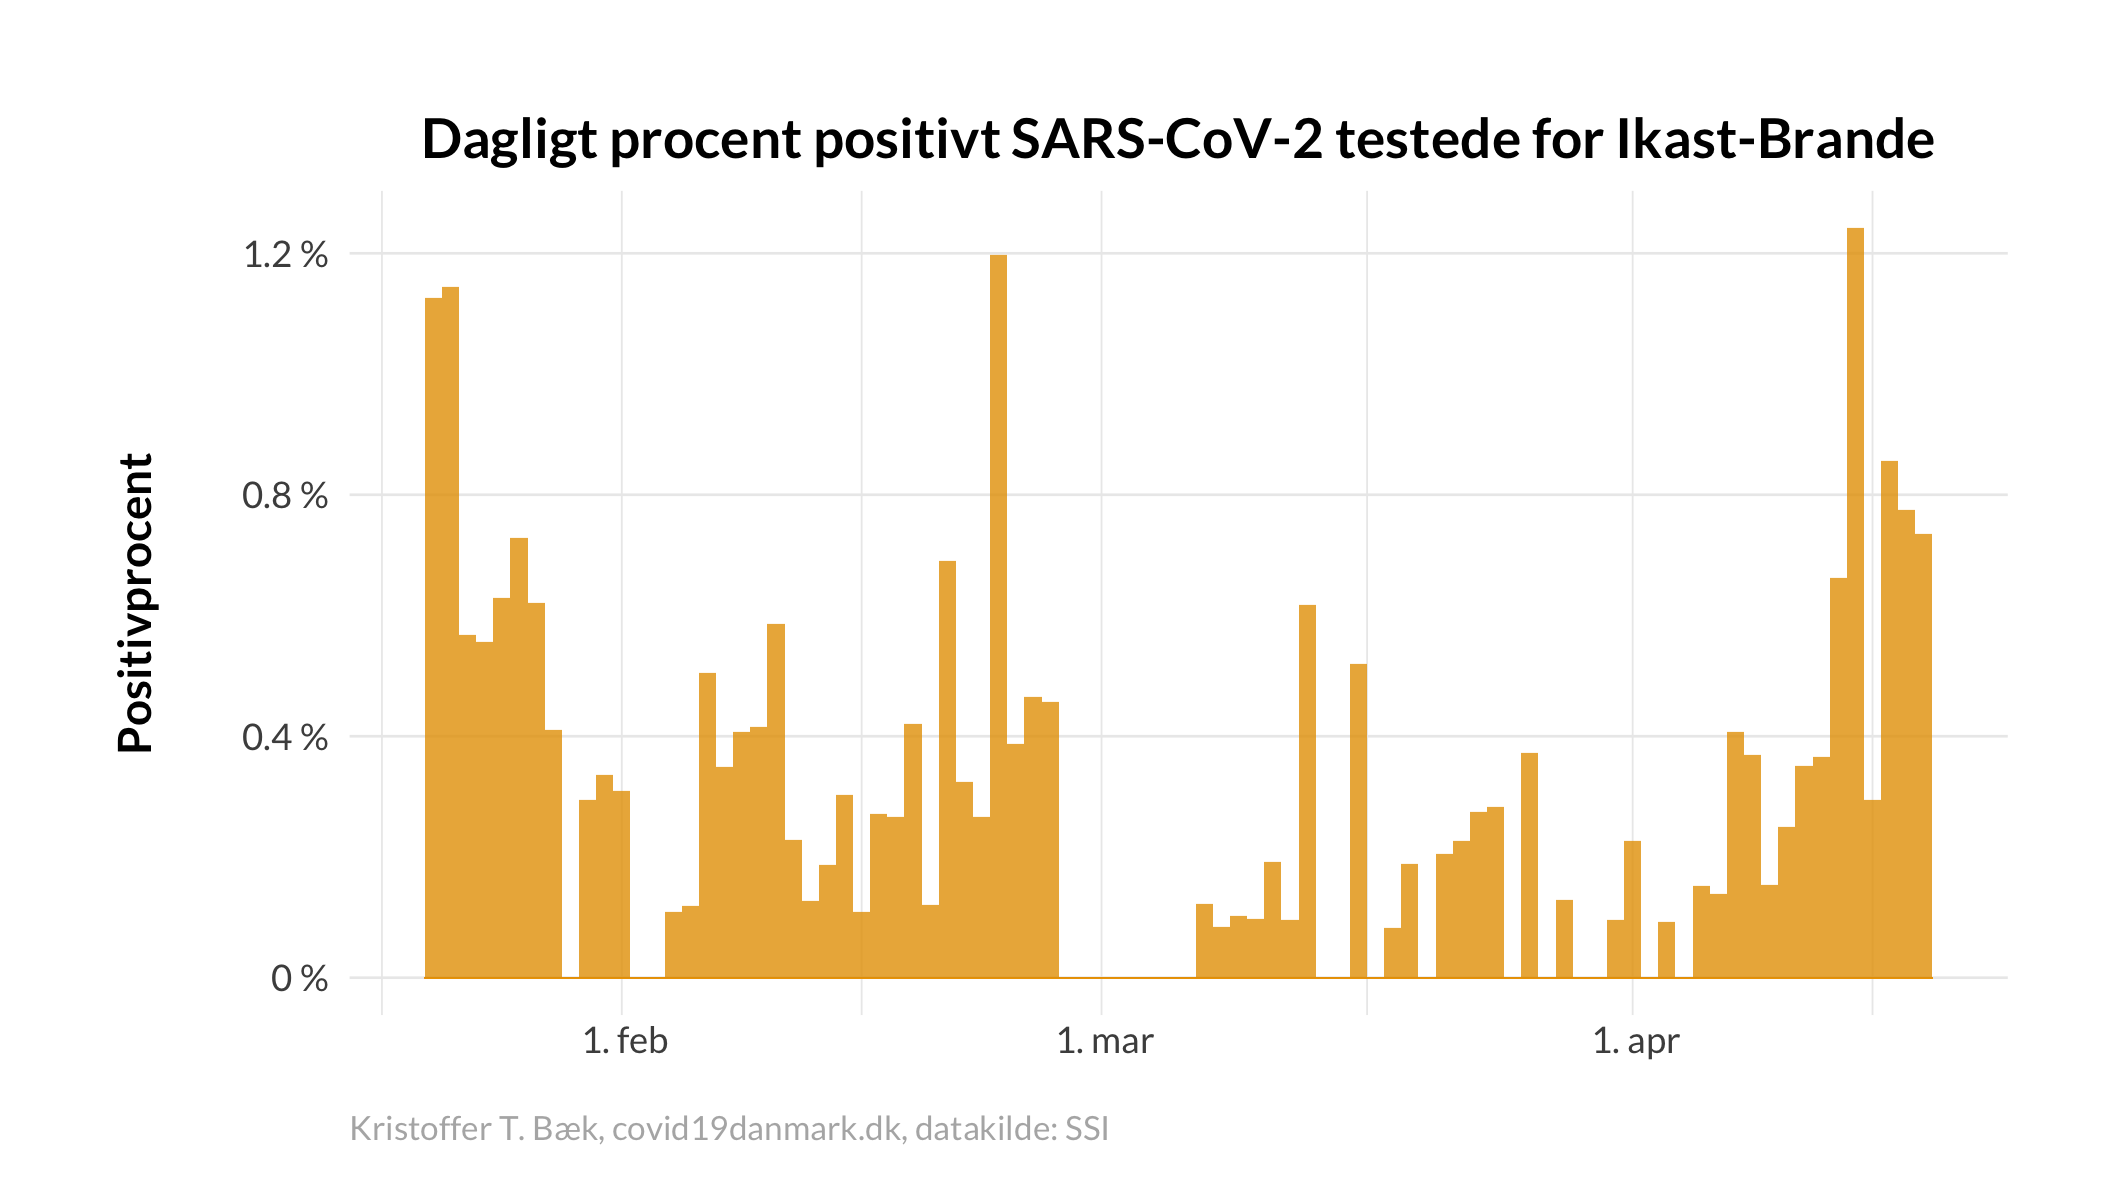 Dagligt procent positivt SARS-CoV-2 testede for Ikast-Brande
Positivprocent
1.2 %
0.8 %
0.4 %
0 %
1. feb
1. mar
1. apr
Kristoffer T. Bæk, covid19danmark.dk, datakilde: SSI